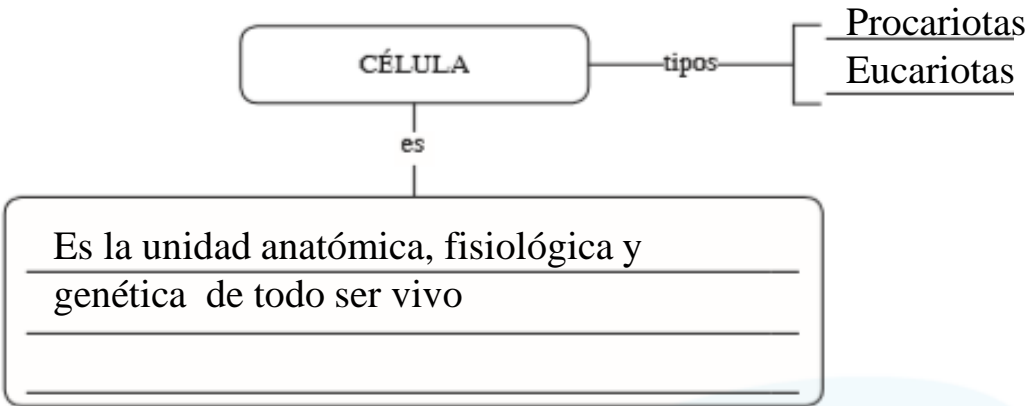 Procariotas
CÉLULA
tipos
Eucariotas
es
Es la unidad anatómica, fisiológica y
genética de todo ser vivo